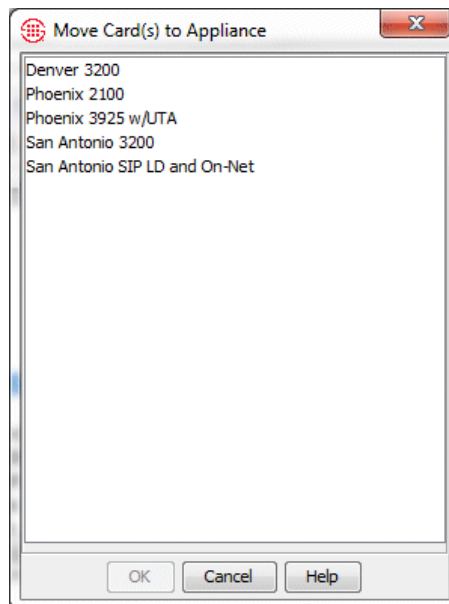 Move Card(s) to Appliance
Denver 3200
Phoenix 2100
Phoenix 3925 w/UTA
San Antonio 3200
San Antonio SIP LD and On-Net
OK Cancel Help